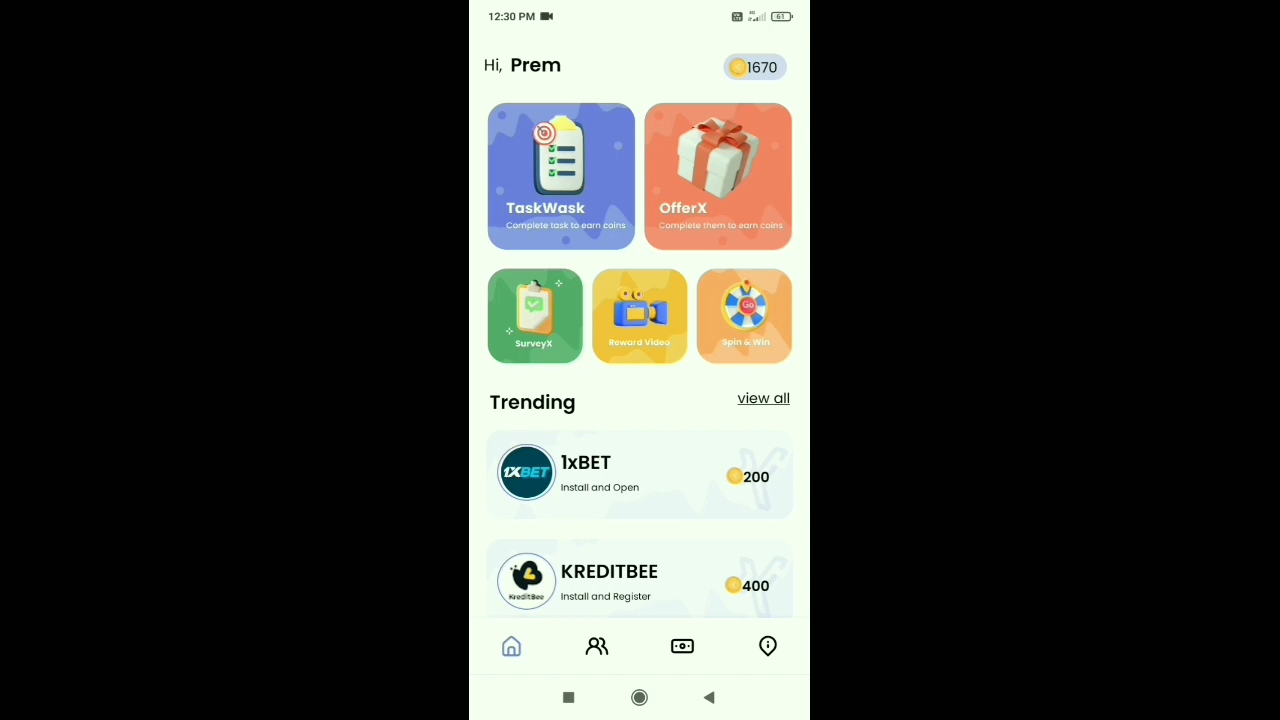 12:30 PM
61
Hi, Prem
1670
TaskWask
Complete task to earn coins
OfferX
Complete them to earn coins
SurveyX
Reward Video
Go
Spin & Win
Trending
view all
1XBET
1xBET
Install and Open
200
KreditBee
KREDITBEE
Install and Register
400